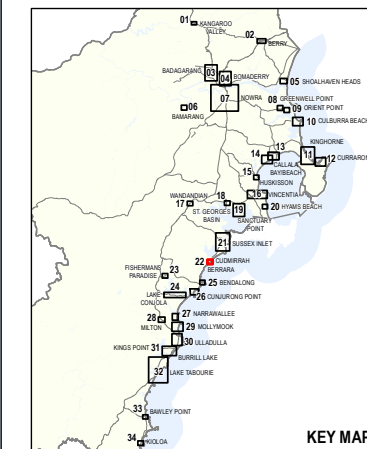 01
KANGAROO
VALLEY
02
BERRY
BADAGARANG
03
04
BOMADERRY
05
SHOALHAVEN HEADS
07
NOWRA
06
BAMARANG
08
GREENWELL POINT
09
ORIENT POINT
10
CULBURRA BEACH
KINGHORNE
11
12
CURRARONG
13
14
CALLALA
BAY/BEACH
15
HUSKISSON
16
VINCENTIA
WANDANDIAN
17
18
ST. GEORGES
BASIN
19
20
HYAMS BEACH
SANCTUARY
POINT
21
SUSSEX INLET
22
CUDMIRRAH
BERRARA
FISHERMANS
PARADISE
23
25
BENDALONG
24
LAKE
CONJOLA
26
CUNJURONG POINT
27
NARRAWALLEE
28
MILTON
29
MOLLYMOOK
30
ULLADULLA
31
KINGS POINT
BURRILL LAKE
32
LAKE TABOURIE
33
BAWLEY POINT
34
KIOLOA
KEY MAP